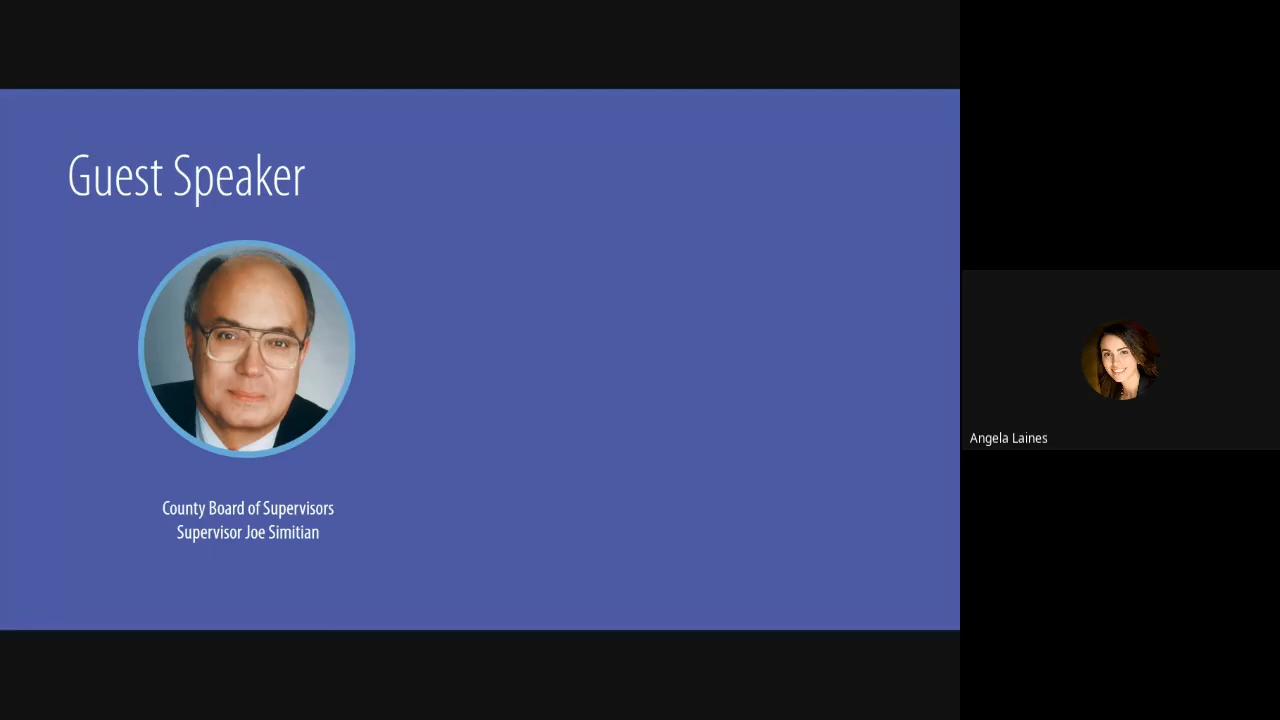 Guest Speaker
County Board of Supervisors
Supervisor Joe Simitian
Angela Laines